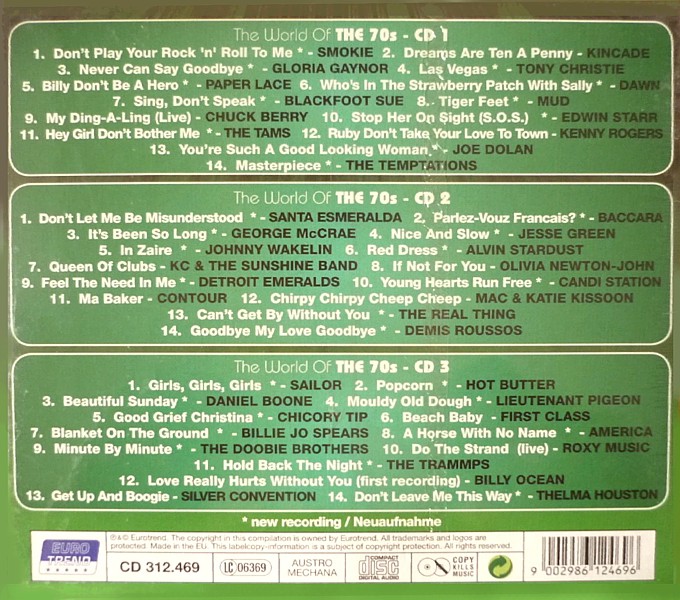 The World Of THE 70s - CD 1
1. Don't Play Your Rock 'n' Roll To Me * - SMOKIE 2. Dreams Are Ten A Penny - KINCADE
3. Never Can Say Goodbye * - GLORIA GAYNOR 4. Las Vegas * - TONY CHRISTIE
5. Billy Don't Be A Hero * - PAPER LACE 6. Who's In The Strawberry Patch With Sally * - DAWN
7. Sing, Don't Speak * - BLACKFOOT SUE 8. Tiger Feet * - MUD
9. My Ding-A-Ling (Live) - CHUCK BERRY 10. Stop Her On Sight (S.O.S.) * - EDWIN STARR
11. Hey Girl Don't Bother Me * - THE TAMS 12. Ruby Don't Take Your Love To Town - KENNY ROGERS
13. You're Such A Good Looking Woman * - JOE DOLAN
14. Masterpiece * - THE TEMPTATIONS
The World Of THE 70s - CD 2
1. Don't Let Me Be Misunderstood * - SANTA ESMERALDA 2. Parlez-Vouz Francais? * - BACCARA
3. It's Been So Long * - GEORGE McCRAE 4. Nice And Slow * - JESSE GREEN
5. In Zaire * - JOHNNY WAKELIN 6. Red Dress * - ALVIN STARDUST
7. Queen Of Clubs - KC & THE SUNSHINE BAND 8. If Not For You - OLIVIA NEWTON-JOHN
9. Feel The Need In Me * - DETROIT EMERALDS 10. Young Hearts Run Free * - CANDI STATION
11. Ma Baker - CONTOUR 12. Chirpy Chirpy Cheep Cheep - MAC & KATIE KISSOON
13. Can't Get By Without You * - THE REAL THING
14. Goodbye My Love Goodbye * - DEMIS ROUSSOS
The World Of THE 70s - CD 3
1. Girls, Girls, Girls * - SAILOR 2. Popcorn * - HOT BUTTER
3. Beautiful Sunday * - DANIEL BOONE 4. Mouldy Old Dough * - LIEUTENANT PIGEON
5. Good Grief Christina * - CHICORY TIP 6. Beach Baby - FIRST CLASS
7. Blanket On The Ground * - BILLIE JO SPEARS 8. A Horse With No Name * - AMERICA
9. Minute By Minute * - THE DOOBIE BROTHERS 10. Do The Strand (live) - ROXY MUSIC
11. Hold Back The Night * - THE TRAMMPS
12. Love Really Hurts Without You (first recording) - BILLY OCEAN
13. Get Up And Boogie - SILVER CONVENTION 14. Don't Leave Me This Way * - THELMA HOUSTON
* new recording / Neuaufnahme
EURO TREND
℗ & © Eurotrend. The copyright in this compilation is owned by Eurotrend. All trademarks and logos are
protected. Made in the EU. This labelcopy-information is a subject of copyright protection. All rights reserved.
CD 312.469
LC 06369
AUSTRO MECHANA
COMPACT disc DIGITAL AUDIO
COPY KILLS MUSIC
9 002986 124696